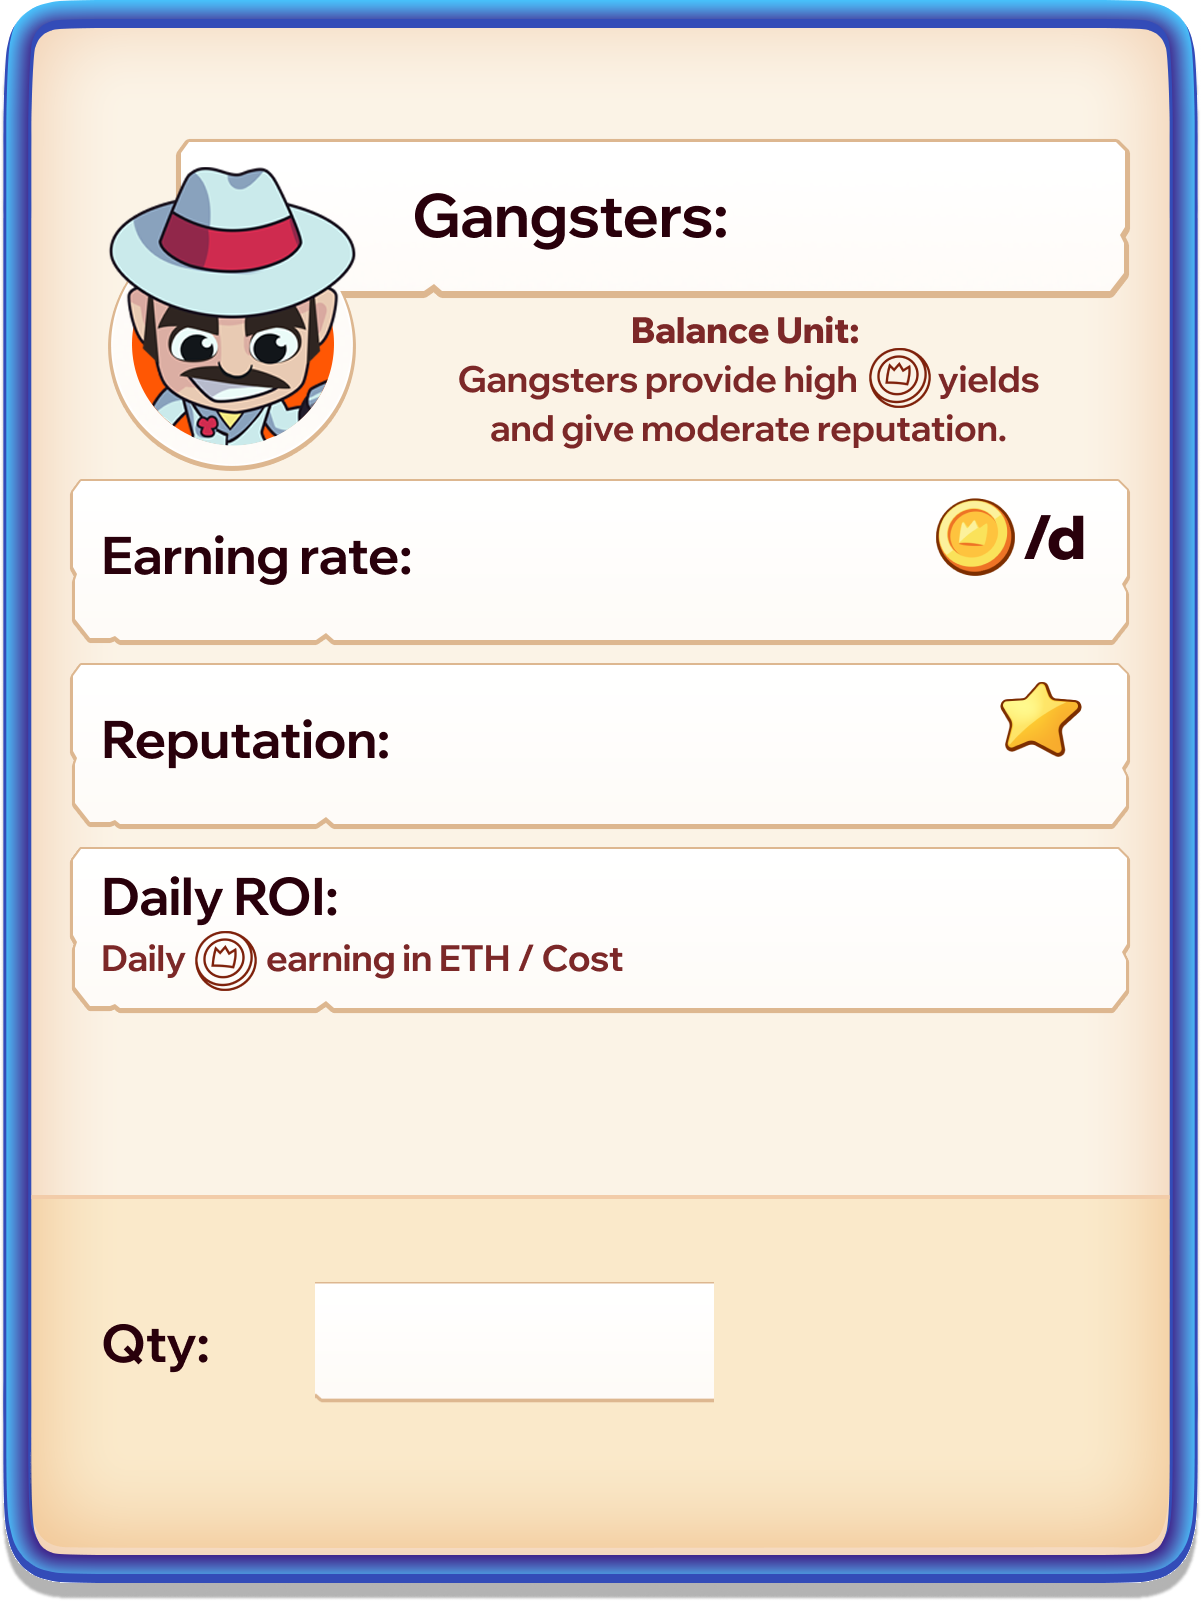 Gangsters:
Balance Unit:
Gangsters provide high yields
and give moderate reputation.
Earning rate:
/d
Reputation:
Daily ROI:
Daily earning in ETH / Cost
Qty: